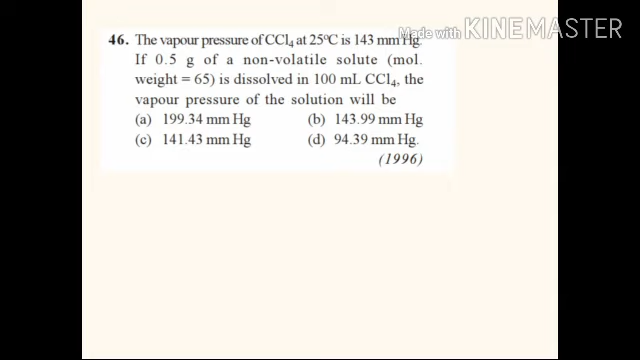 Made with KINEMASTER
46. The vapour pressure of CCl₄ at 25°C is 143 mm Hg.
If 0.5 g of a non-volatile solute (mol.
weight = 65) is dissolved in 100 mL CCl₄, the
vapour pressure of the solution will be
(a) 199.34 mm Hg (b) 143.99 mm Hg
(c) 141.43 mm Hg (d) 94.39 mm Hg.
(1996)